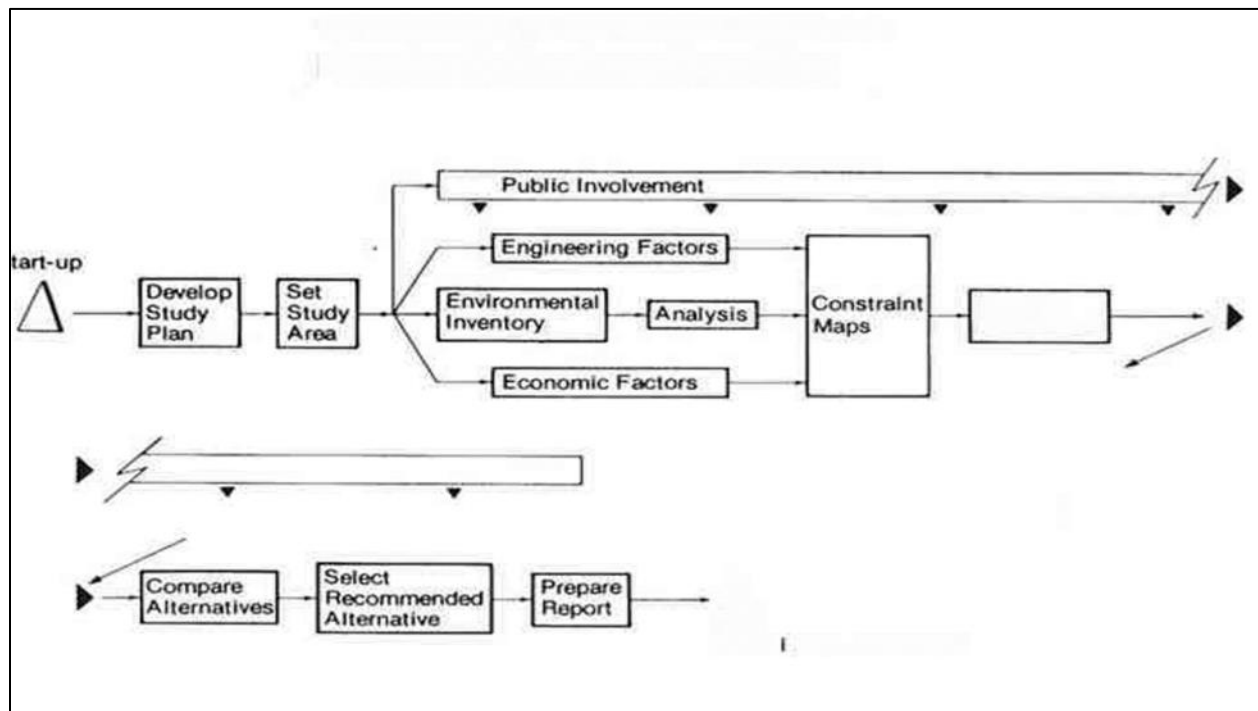 Public Involvement
tart-up
Engineering Factors
Develop
Study
Plan
Set
Study
Area
Environmental
Inventory
Analysis
Constraint
Maps
Economic Factors
Compare
Alternatives
Select
Recommended
Alternative
Prepare
Report